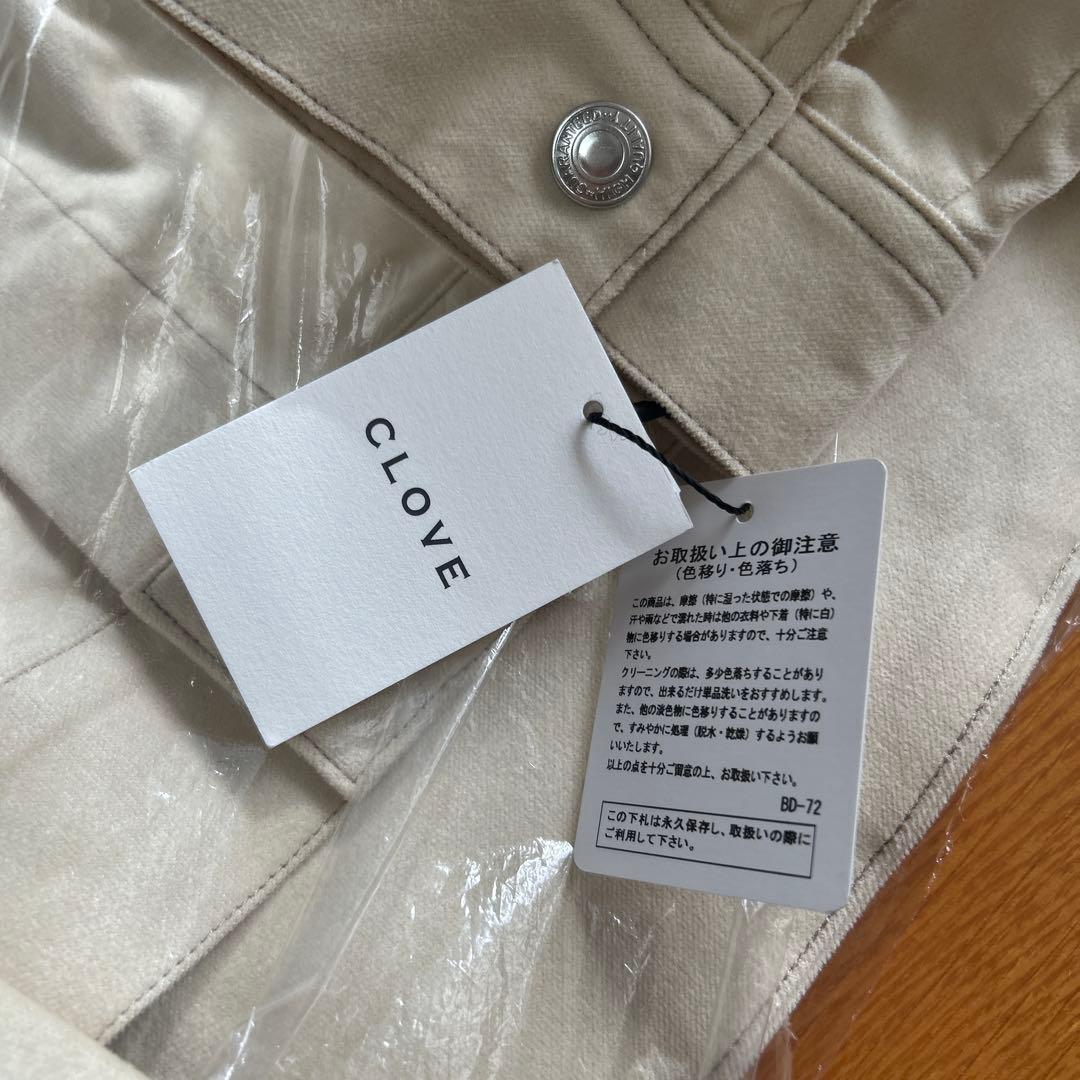 GUARANTEED
HIGH QUALITY
CLOVE
お取扱い上の御注意
(色移り・色落ち)
この商品は、摩擦(特に湿った状態での摩擦)や、
汗や雨などで濡れた時は他の衣料や下着(特に白)
物に色移りする場合がありますので、十分ご注意
下さい。
クリーニングの際は、多少色落ちすることがあり
ますので、出来るだけ単品洗いをおすすめします。
また、他の淡色物に色移りすることがありますの
で、すみやかに処理(脱水・乾燥)するようお願
いいたします。
以上の点を十分ご留意の上、お取扱い下さい。
BD-72
この下札は永久保存し、取扱いの際に
ご利用して下さい。